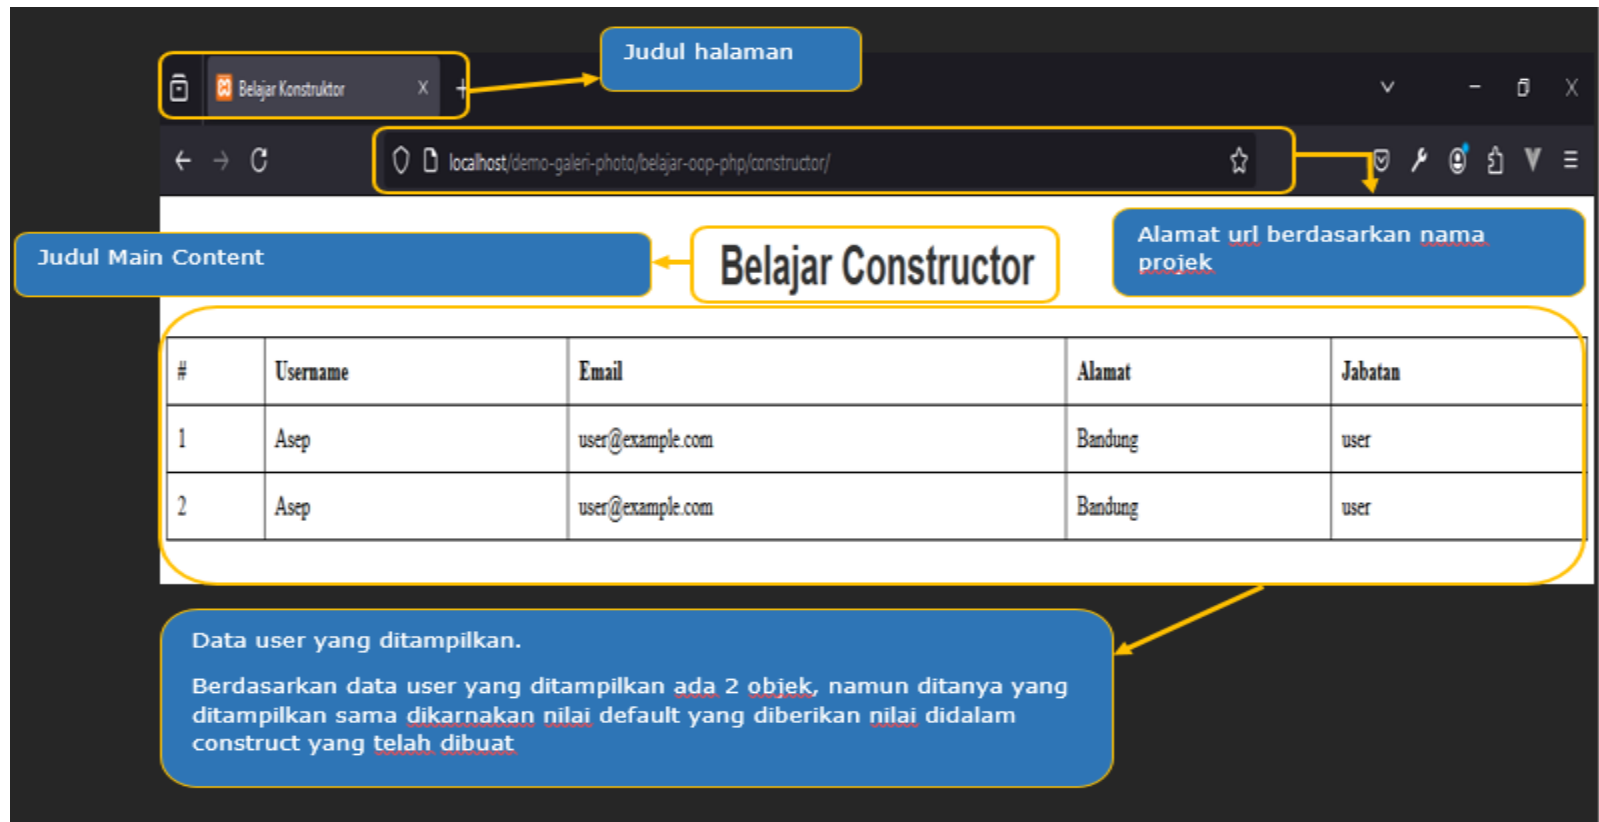 Judul halaman
Belajar Konstruktor
localhost/demo-galeri-photo/belajar-oop-php/constructor/
Alamat url berdasarkan nama
projek
Judul Main Content
Belajar Constructor
# Username Email Alamat Jabatan
1 Asep user@example.com Bandung user
2 Asep user@example.com Bandung user
Data user yang ditampilkan.
Berdasarkan data user yang ditampilkan ada 2 objek, namun ditanya yang
ditampilkan sama dikarnakan nilai default yang diberikan nilai didalam
construct yang telah dibuat